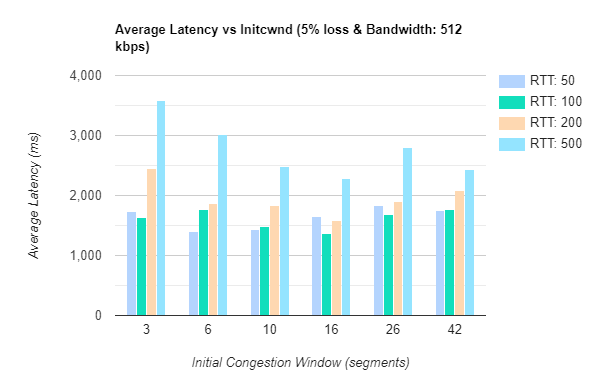 Average Latency vs Initcwnd (5% loss & Bandwidth: 512
kbps)
4,000
3,000
2,000
1,000
0
Average Latency (ms)
3 6 10 16 26 42
Initial Congestion Window (segments)
RTT: 50
RTT: 100
RTT: 200
RTT: 500